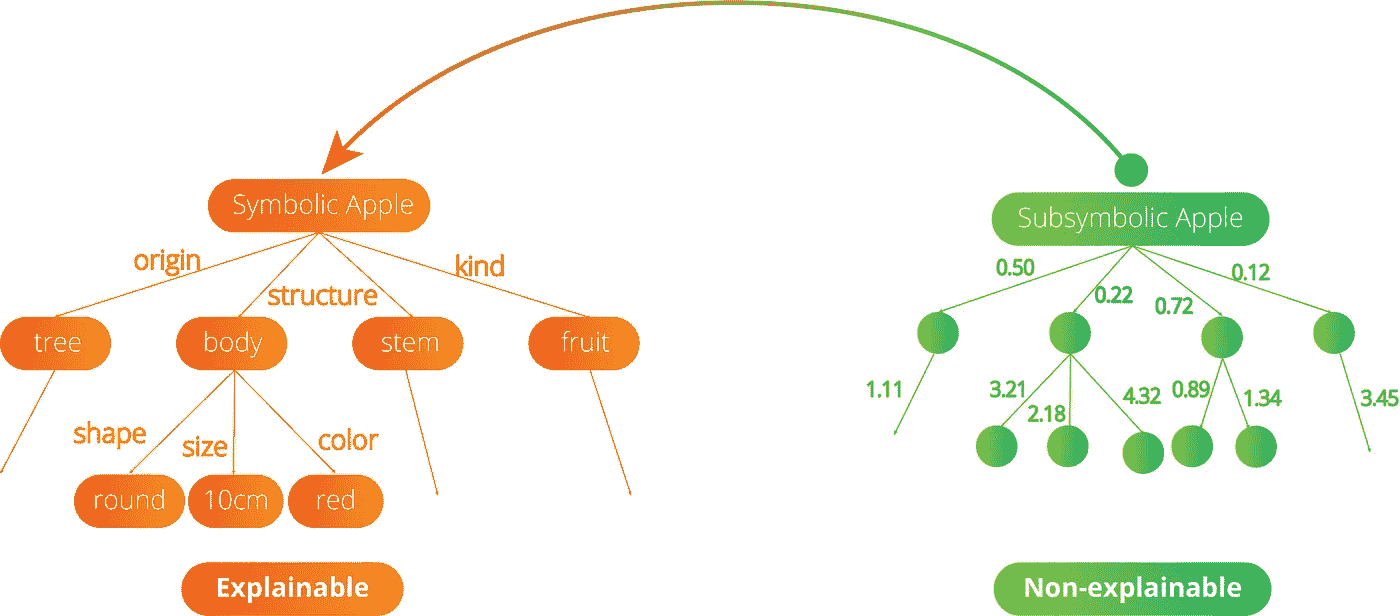 Symbolic Apple
origin
structure
kind
tree
body
stem
fruit
shape
size
color
round
10cm
red
Explainable
Subsymbolic Apple
0.50
0.22
0.72
0.12
1.11
3.21
2.18
4.32
0.89
1.34
3.45
Non-explainable